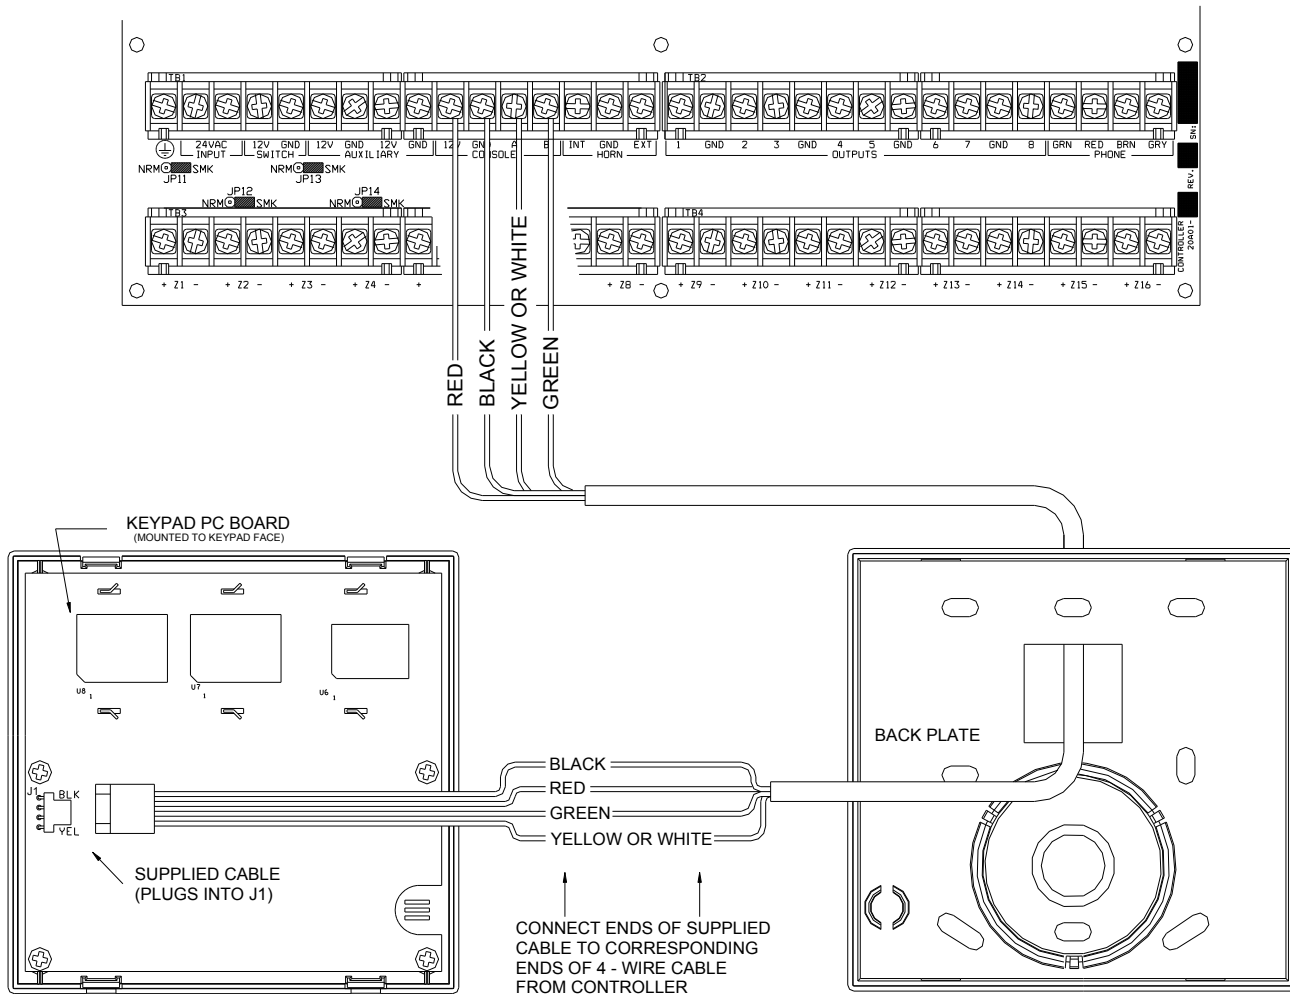 TB1
TB2
24VAC 12V GND 12V GND 12V GND 12V GND A B INT GND EXT 1 GND 2 3 GND 4 5 GND 6 7 GND 8 GRN RED BRN GRY
INPUT SWITCH AUXILIARY CONSOLE HORN OUTPUTS PHONE
SN:
NRM SMK NRM SMK
JP11 JP13
REV.
JP12 JP14
NRM SMK NRM SMK
TB3
TB4
CONTROLLER
20A01-
+ Z1 - + Z2 - + Z3 - + Z4 - + + Z8 - + Z9 - + Z10 - + Z11 - + Z12 - + Z13 - + Z14 - + Z15 - + Z16 -
RED
BLACK
YELLOW OR WHITE
GREEN
KEYPAD PC BOARD
(MOUNTED TO KEYPAD FACE)
U8 1
U7 1
U6 1
BACK PLATE
J1
BLK
YEL
BLACK
RED
GREEN
YELLOW OR WHITE
SUPPLIED CABLE
(PLUGS INTO J1)
CONNECT ENDS OF SUPPLIED
CABLE TO CORRESPONDING
ENDS OF 4 - WIRE CABLE
FROM CONTROLLER